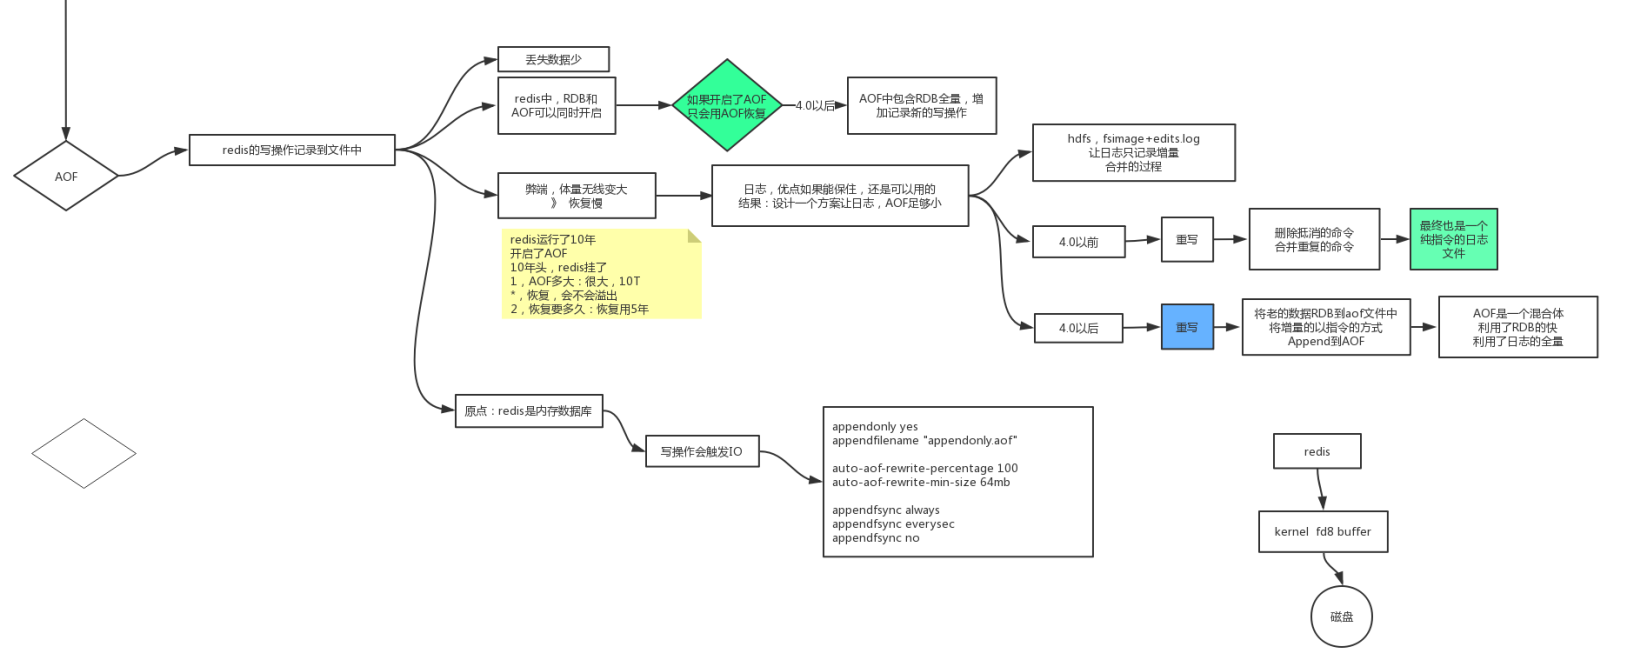 AOF
redis的写操作记录到文件中
丢失数据少
redis中，RDB和
AOF可以同时开启
如果开启了AOF
只会用AOF恢复
4.0以后
AOF中包含RDB全量，增
加记录新的写操作
弊端，体量无线变大
》 恢复慢
日志，优点如果能保住，还是可以用的
结果：设计一个方案让日志，AOF足够小
hdfs，fsimage+edits.log
让日志只记录增量
合并的过程
4.0以前
重写
删除抵消的命令
合并重复的命令
最终也是一个
纯指令的日志
文件
4.0以后
重写
将老的数据RDB到aof文件中
将增量的以指令的方式
Append到AOF
AOF是一个混合体
利用了RDB的快
利用了日志的全量
redis运行了10年
开启了AOF
10年头，redis挂了
1，AOF多大：很大，10T
*，恢复，会不会溢出
2，恢复要多久：恢复用5年
原点：redis是内存数据库
写操作会触发IO
appendonly yes
appendfilename "appendonly.aof"
auto-aof-rewrite-percentage 100
auto-aof-rewrite-min-size 64mb
appendfsync always
appendfsync everysec
appendfsync no
redis
kernel  fd8 buffer
磁盘